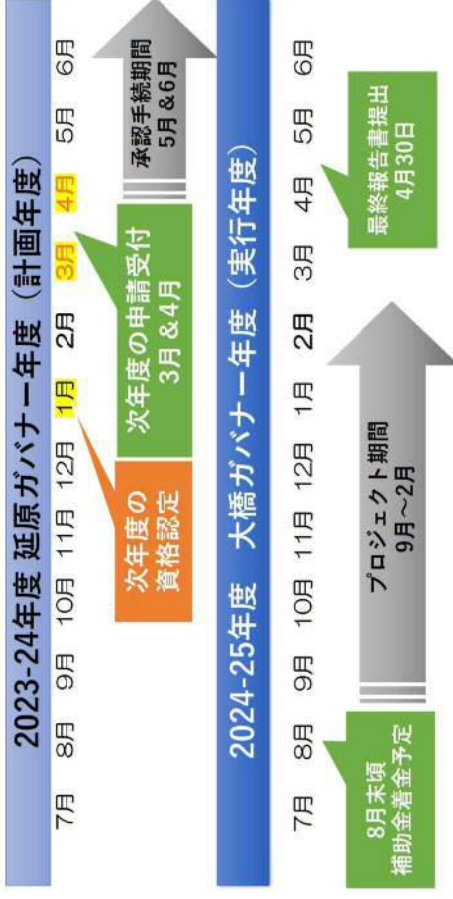 2023-24年度 延原ガバナー年度（計画年度）
7月 8月 9月 10月 11月 12月 1月 2月 3月 4月 5月 6月
次年度の
資格認定
次年度の申請受付
3月＆4月
承認手続期間
5月＆6月
2024-25年度 大橋ガバナー年度（実行年度）
7月 8月 9月 10月 11月 12月 1月 2月 3月 4月 5月 6月
8月末頃
補助金着金予定
プロジェクト期間
9月～2月
最終報告書提出
4月30日